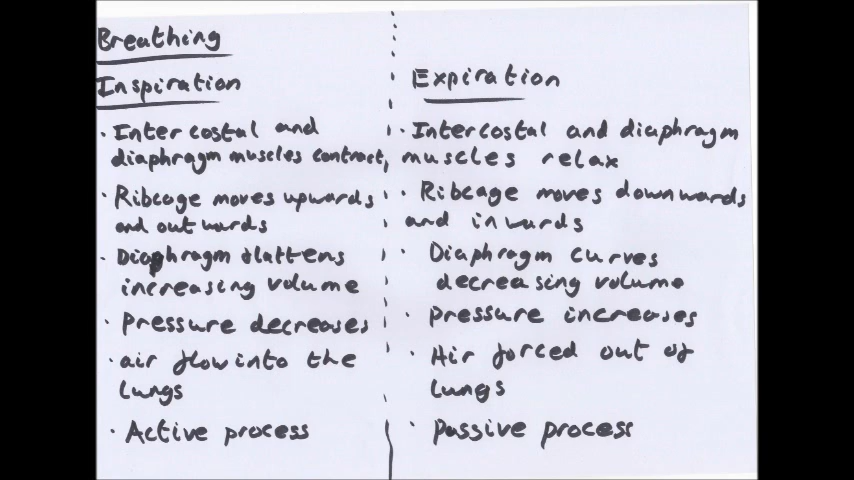 Breathing
Inspiration
· Intercostal and
diaphragm muscles contract
· Ribcage moves upwards
and outwards
· Diaphragm flattens
increasing volume
· Pressure decreases
· air flow into the
lungs
· Active process
Expiration
· Intercostal and diaphragm
muscles relax
· Ribcage moves downwards
and inwards
· Diaphragm curves
decreasing volume
· Pressure increases
· Air forced out of
lungs
· Passive process